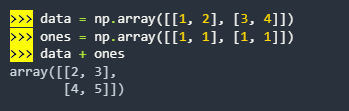 >>> data = np.array([[1, 2], [3, 4]])
>>> ones = np.array([[1, 1], [1, 1]])
>>> data + ones
array([[2, 3],
       [4, 5]])